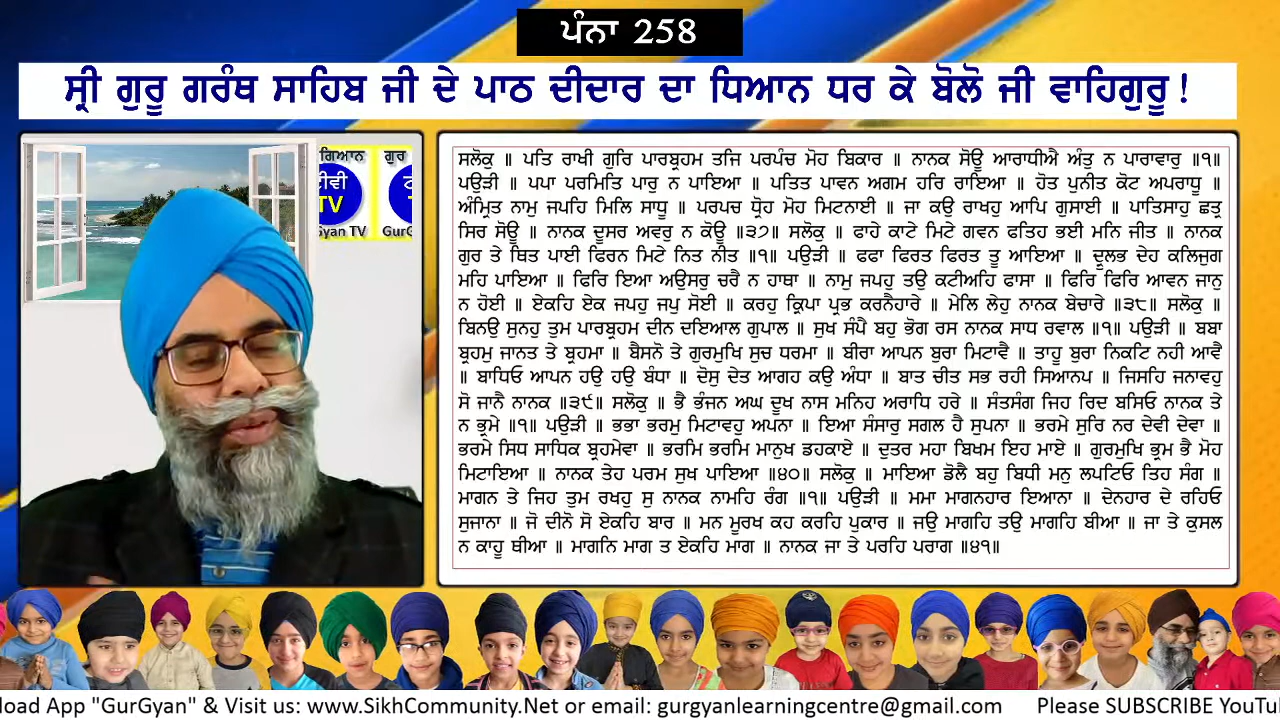 ਪੰਨਾ 258
ਸ੍ਰੀ ਗੁਰੂ ਗਰੰਥ ਸਾਹਿਬ ਜੀ ਦੇ ਪਾਠ ਦੀਦਾਰ ਦਾ ਧਿਆਨ ਧਰ ਕੇ ਬੋਲੋ ਜੀ ਵਾਹਿਗੁਰੂ!
ਗਿਆਨ
ਟੀਵੀ
TV
Gyan TV
ਗੁਰ
ਸਲੋਕੁ ॥ ਪਤਿ ਰਾਖੀ ਗੁਰਿ ਪਾਰਬ੍ਰਹਮ ਤਜਿ ਪਰਪੰਚ ਮੋਹ ਬਿਕਾਰ ॥ ਨਾਨਕ ਸੋਊ ਆਰਾਧੀਐ ਅੰਤੁ ਨ ਪਾਰਾਵਾਰੁ ॥੧॥
ਪਉੜੀ ॥ ਪਪਾ ਪਰਮਿਤਿ ਪਾਰੁ ਨ ਪਾਇਆ ॥ ਪਤਿਤ ਪਾਵਨ ਅਗਮ ਹਰਿ ਰਾਇਆ ॥ ਹੋਤ ਪੁਨੀਤ ਕੋਟ ਅਪਰਾਧੂ ॥
ਅੰਮ੍ਰਿਤ ਨਾਮੁ ਜਪਹਿ ਮਿਲਿ ਸਾਧੂ ॥ ਪਰਪਚ ਧ੍ਰੋਹ ਮੋਹ ਮਿਟਨਾਈ ॥ ਜਾ ਕਉ ਰਾਖਹੁ ਆਪਿ ਗੁਸਾਈ ॥ ਪਾਤਿਸਾਹੁ ਛਤ੍ਰ
ਸਿਰ ਸੋਊ ॥ ਨਾਨਕ ਦੂਸਰ ਅਵਰੁ ਨ ਕੋਊ ॥੩੭॥ ਸਲੋਕੁ ॥ ਫਾਹੇ ਕਾਟੇ ਮਿਟੇ ਗਵਨ ਫਤਿਹ ਭਈ ਮਨਿ ਜੀਤ ॥ ਨਾਨਕ
ਗੁਰ ਤੇ ਥਿਤ ਪਾਈ ਫਿਰਨ ਮਿਟੇ ਨਿਤ ਨੀਤ ॥੧॥ ਪਉੜੀ ॥ ਫਫਾ ਫਿਰਤ ਫਿਰਤ ਤੂ ਆਇਆ ॥ ਦ੍ਰੁਲਭ ਦੇਹ ਕਲਿਜੁਗ
ਮਹਿ ਪਾਇਆ ॥ ਫਿਰਿ ਇਆ ਅਉਸਰੁ ਚਰੈ ਨ ਹਾਥਾ ॥ ਨਾਮੁ ਜਪਹੁ ਤਉ ਕਟੀਅਹਿ ਫਾਸਾ ॥ ਫਿਰਿ ਫਿਰਿ ਆਵਨ ਜਾਨੁ
ਨ ਹੋਈ ॥ ਏਕਹਿ ਏਕ ਜਪਹੁ ਜਪੁ ਸੋਈ ॥ ਕਰਹੁ ਕ੍ਰਿਪਾ ਪ੍ਰਭ ਕਰਨੈਹਾਰੇ ॥ ਮੇਲਿ ਲੇਹੁ ਨਾਨਕ ਬੇਚਾਰੇ ॥੩੮॥ ਸਲੋਕੁ ॥
ਬਿਨਉ ਸੁਨਹੁ ਤੁਮ ਪਾਰਬ੍ਰਹਮ ਦੀਨ ਦਇਆਲ ਗੁਪਾਲ ॥ ਸੁਖ ਸੰਪੈ ਬਹੁ ਭੋਗ ਰਸ ਨਾਨਕ ਸਾਧ ਰਵਾਲ ॥੧॥ ਪਉੜੀ ॥ ਬਬਾ
ਬ੍ਰਹਮੁ ਜਾਨਤ ਤੇ ਬ੍ਰਹਮਾ ॥ ਬੈਸਨੋ ਤੇ ਗੁਰਮੁਖਿ ਸੁਚ ਧਰਮਾ ॥ ਬੀਰਾ ਆਪਨ ਬੁਰਾ ਮਿਟਾਵੈ ॥ ਤਾਹੂ ਬੁਰਾ ਨਿਕਟਿ ਨਹੀ ਆਵੈ
॥ ਬਾਧਿਓ ਆਪਨ ਹਉ ਹਉ ਬੰਧਾ ॥ ਦੋਸੁ ਦੇਤ ਆਗਹ ਕਉ ਅੰਧਾ ॥ ਬਾਤ ਚੀਤ ਸਭ ਰਹੀ ਸਿਆਨਪ ॥ ਜਿਸਹਿ ਜਨਾਵਹੁ
ਸੋ ਜਾਨੈ ਨਾਨਕ ॥੩੯॥ ਸਲੋਕੁ ॥ ਭੈ ਭੰਜਨ ਅਘ ਦੂਖ ਨਾਸ ਮਨਿਹ ਅਰਾਧਿ ਹਰੇ ॥ ਸੰਤਸੰਗ ਜਿਹ ਰਿਦ ਬਸਿਓ ਨਾਨਕ ਤੇ
ਨ ਭ੍ਰਮੇ ॥੧॥ ਪਉੜੀ ॥ ਭਭਾ ਭਰਮੁ ਮਿਟਾਵਹੁ ਅਪਨਾ ॥ ਇਆ ਸੰਸਾਰੁ ਸਗਲ ਹੈ ਸੁਪਨਾ ॥ ਭਰਮੇ ਸੁਰਿ ਨਰ ਦੇਵੀ ਦੇਵਾ ॥
ਭਰਮੇ ਸਿਧ ਸਾਧਿਕ ਬ੍ਰਹਮੇਵਾ ॥ ਭਰਮਿ ਭਰਮਿ ਮਾਨੁਖ ਡਹਕਾਏ ॥ ਦੁਤਰ ਮਹਾ ਬਿਖਮ ਇਹ ਮਾਏ ॥ ਗੁਰਮੁਖਿ ਭ੍ਰਮ ਭੈ ਮੋਹ
ਮਿਟਾਇਆ ॥ ਨਾਨਕ ਤੇਹ ਪਰਮ ਸੁਖ ਪਾਇਆ ॥੪੦॥ ਸਲੋਕੁ ॥ ਮਾਇਆ ਡੋਲੈ ਬਹੁ ਬਿਧੀ ਮਨੁ ਲਪਟਿਓ ਤਿਹ ਸੰਗ ॥
ਮਾਗਨ ਤੇ ਜਿਹ ਤੁਮ ਰਖਹੁ ਸੁ ਨਾਨਕ ਨਾਮਹਿ ਰੰਗ ॥੧॥ ਪਉੜੀ ॥ ਮਮਾ ਮਾਗਨਹਾਰ ਇਆਨਾ ॥ ਦੇਨਹਾਰ ਦੇ ਰਹਿਓ
ਸੁਜਾਨਾ ॥ ਜੋ ਦੀਨੋ ਸੋ ਏਕਹਿ ਬਾਰ ॥ ਮਨ ਮੂਰਖ ਕਹ ਕਰਹਿ ਪੁਕਾਰ ॥ ਜਉ ਮਾਗਹਿ ਤਉ ਮਾਗਹਿ ਬੀਆ ॥ ਜਾ ਤੇ ਕੁਸਲ
ਨ ਕਾਹੂ ਥੀਆ ॥ ਮਾਗਨਿ ਮਾਗ ਤ ਏਕਹਿ ਮਾਗ ॥ ਨਾਨਕ ਜਾ ਤੇ ਪਰਹਿ ਪਰਾਗ ॥੪੧॥
load App "GurGyan" & Visit us: www.SikhCommunity.Net or email: gurgyanlearningcentre@gmail.com Please SUBSCRIBE YouTu